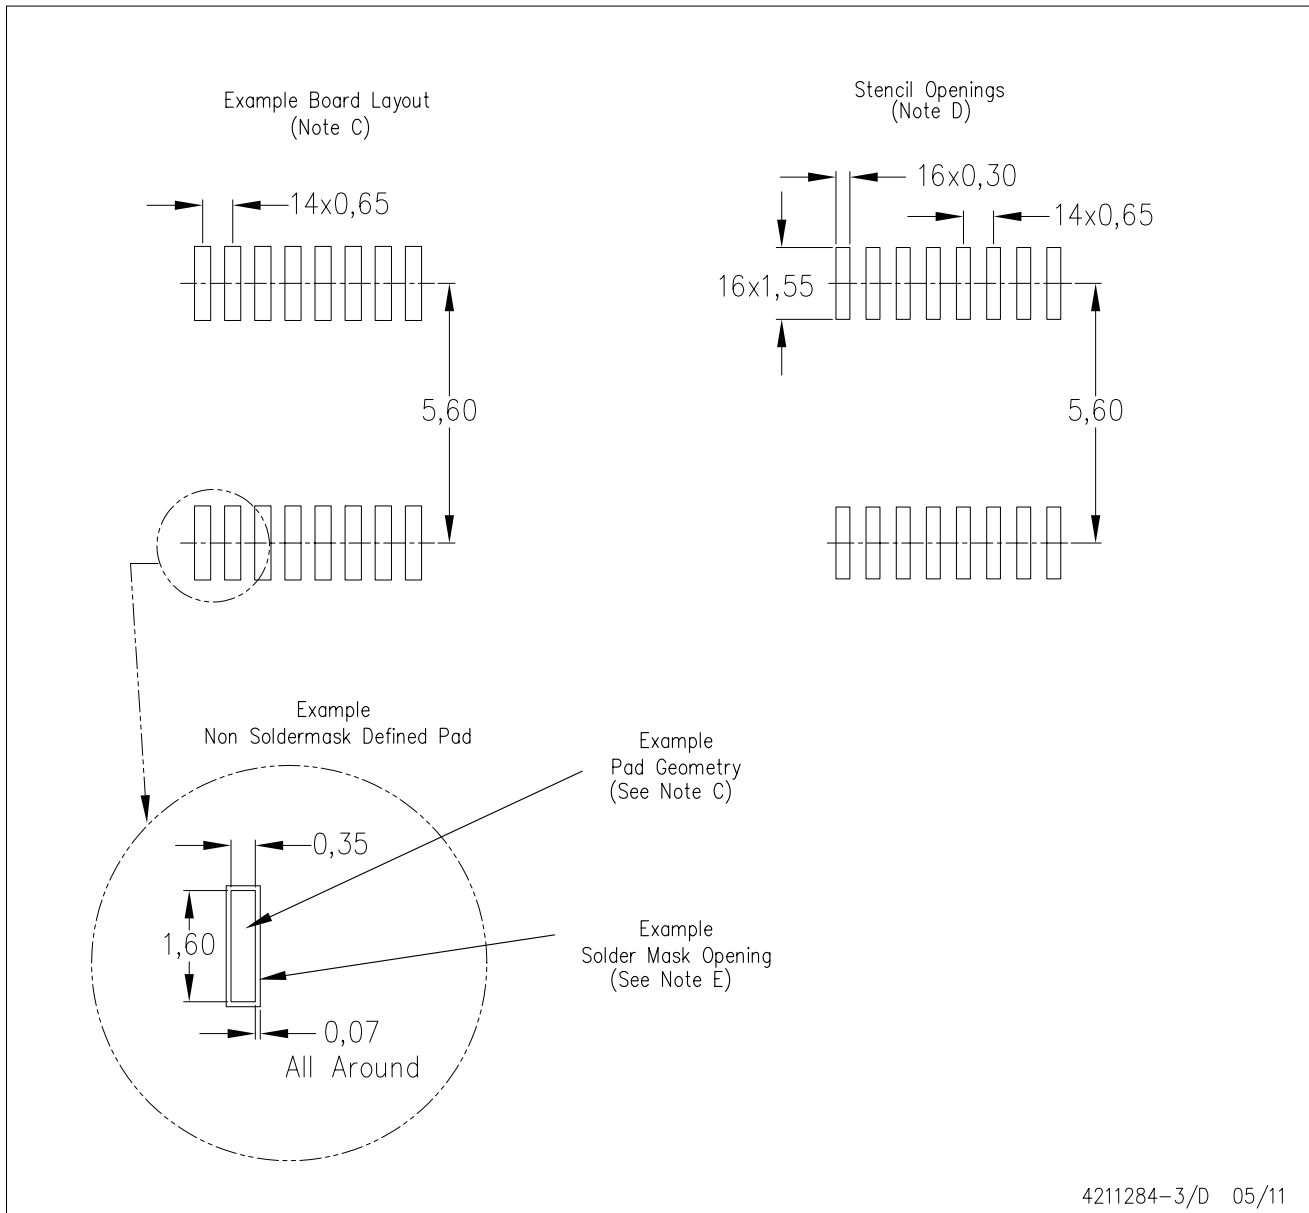 Example Board Layout
(Note C)
14x0,65
5,60
Stencil Openings
(Note D)
16x0,30
14x0,65
16x1,55
5,60
Example
Non Soldermask Defined Pad
Example
Pad Geometry
(See Note C)
0,35
1,60
Example
Solder Mask Opening
(See Note E)
0,07
All Around
4211284-3/D 05/11